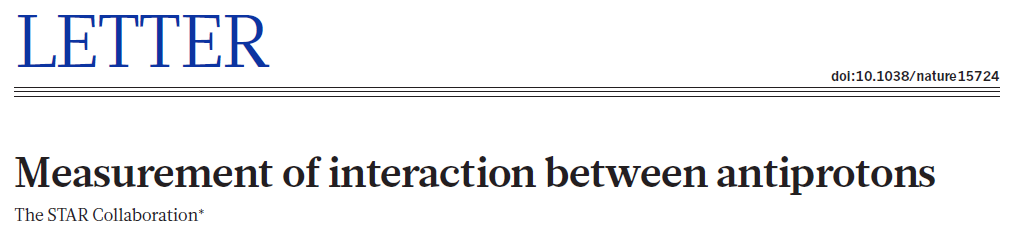 LETTER
doi:10.1038/nature15724
Measurement of interaction between antiprotons
The STAR Collaboration*